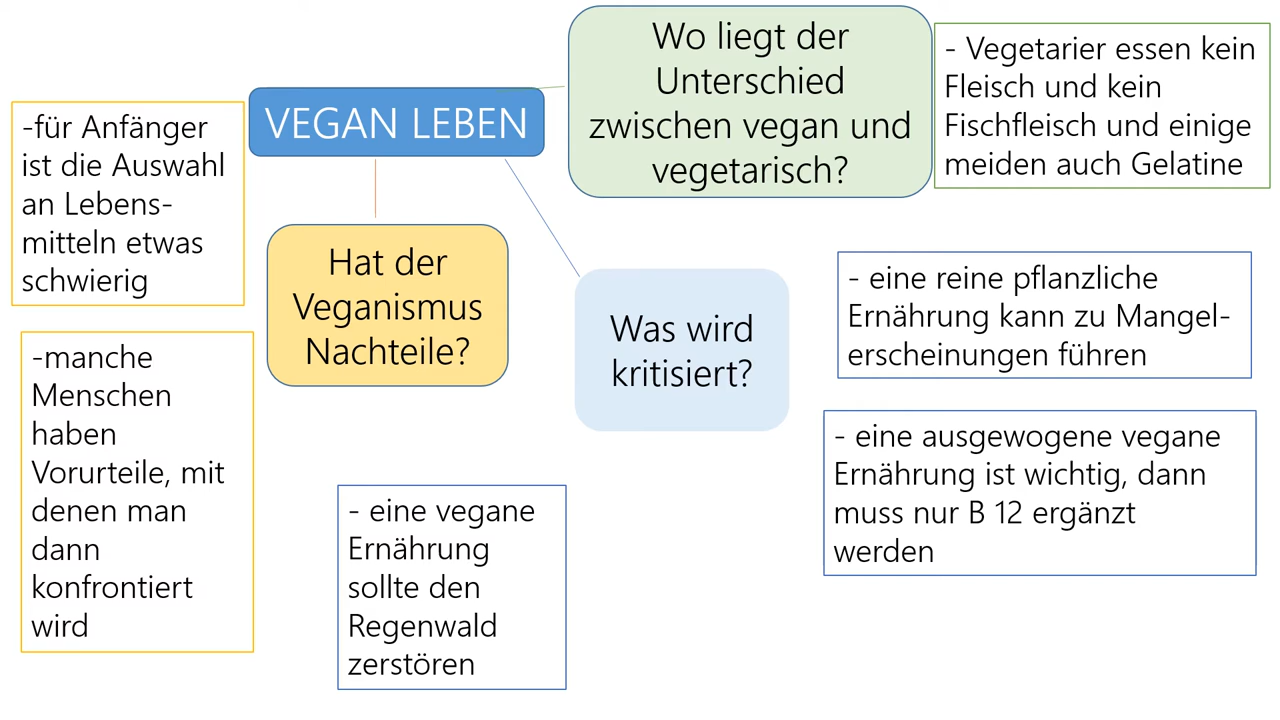 VEGAN LEBEN
Wo liegt der
Unterschied
zwischen vegan und
vegetarisch?
- Vegetarier essen kein
Fleisch und kein
Fischfleisch und einige
meiden auch Gelatine
-für Anfänger
ist die Auswahl
an Lebens-
mitteln etwas
schwierig
Hat der
Veganismus
Nachteile?
Was wird
kritisiert?
- eine reine pflanzliche
Ernährung kann zu Mangel-
erscheinungen führen
-manche
Menschen
haben
Vorurteile, mit
denen man
dann
konfrontiert
wird
- eine ausgewogene vegane
Ernährung ist wichtig, dann
muss nur B 12 ergänzt
werden
- eine vegane
Ernährung
sollte den
Regenwald
zerstören